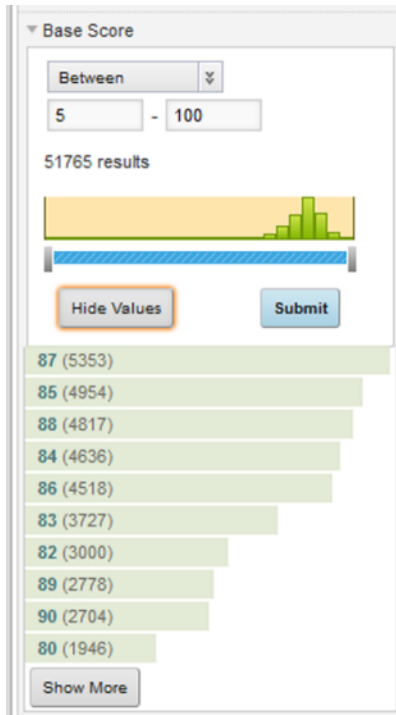 Base Score
Between
5 - 100
51765 results
Hide Values Submit
87 (5353)
85 (4954)
88 (4817)
84 (4636)
86 (4518)
83 (3727)
82 (3000)
89 (2778)
90 (2704)
80 (1946)
Show More